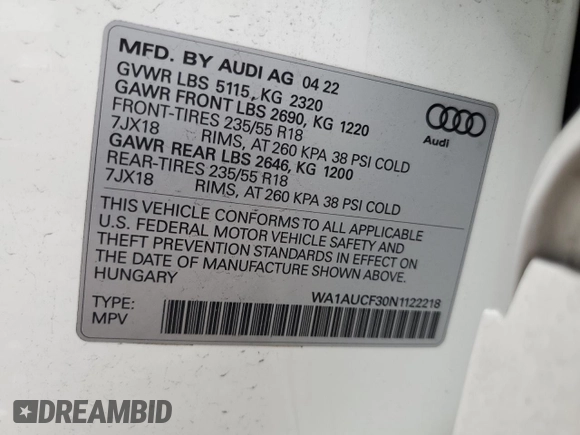 MFD. BY AUDI AG 04 22
GVWR LBS 5115, KG 2320
GAWR FRONT LBS 2690, KG 1220
FRONT-TIRES 235/55 R18
7JX18 RIMS, AT 260 KPA 38 PSI COLD
GAWR REAR LBS 2646, KG 1200
REAR-TIRES 235/55 R18
7JX18 RIMS, AT 260 KPA 38 PSI COLD
THIS VEHICLE CONFORMS TO ALL APPLICABLE
U.S. FEDERAL MOTOR VEHICLE SAFETY AND
THEFT PREVENTION STANDARDS IN EFFECT ON
THE DATE OF MANUFACTURE SHOWN ABOVE.
HUNGARY
Audi
WA1AUCF30N1122218
TYPE:
MPV
DREAMBID